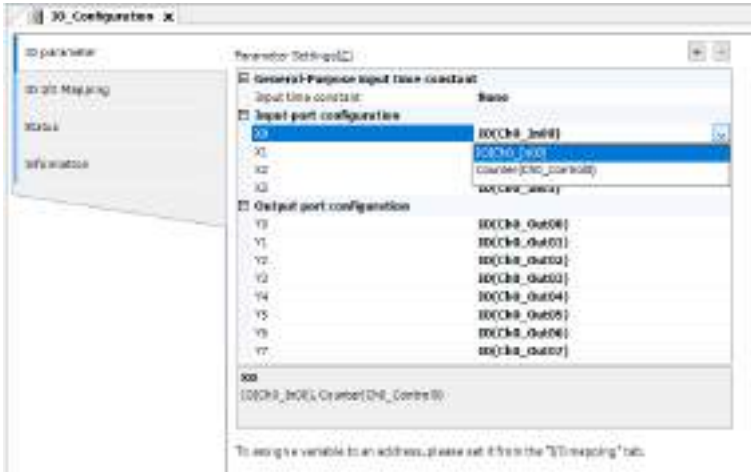 IO_Configuration x
IO parameter
IO I/O Mapping
Status
Information
Parameter Settings(C)
General-Purpose input time constant
Input time constant None
Input port configuration
X0 IO(Ch0_In00)
X1 IO(Ch0_In00)
X2 Counter(Ch0_Control0)
X3
Output port configuration
Y0 IO(Ch0_Out00)
Y1 IO(Ch0_Out01)
Y2 IO(Ch0_Out02)
Y3 IO(Ch0_Out03)
Y4 IO(Ch0_Out04)
Y5 IO(Ch0_Out05)
Y6 IO(Ch0_Out06)
Y7 IO(Ch0_Out07)
X0
IO(Ch0_In00), Counter(Ch0_Control0)
To assign a variable to an address, please set it from the "I/O mapping" tab.